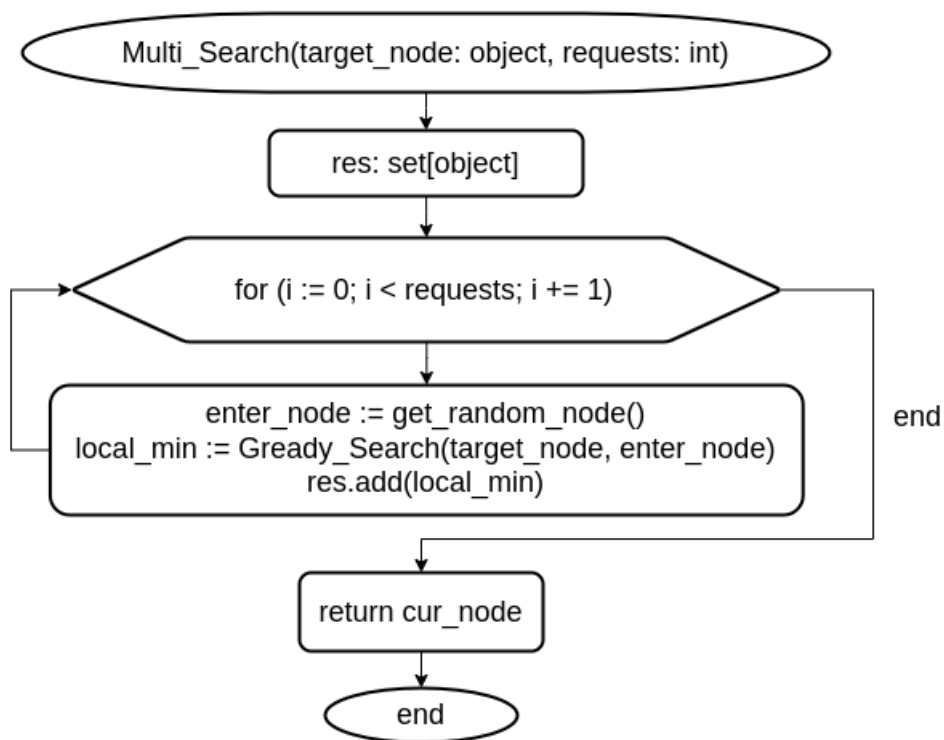 Multi_Search(target_node: object, requests: int)
res: set[object]
for (i := 0; i < requests; i += 1)
enter_node := get_random_node()
local_min := Gready_Search(target_node, enter_node)
res.add(local_min)
end
return cur_node
end